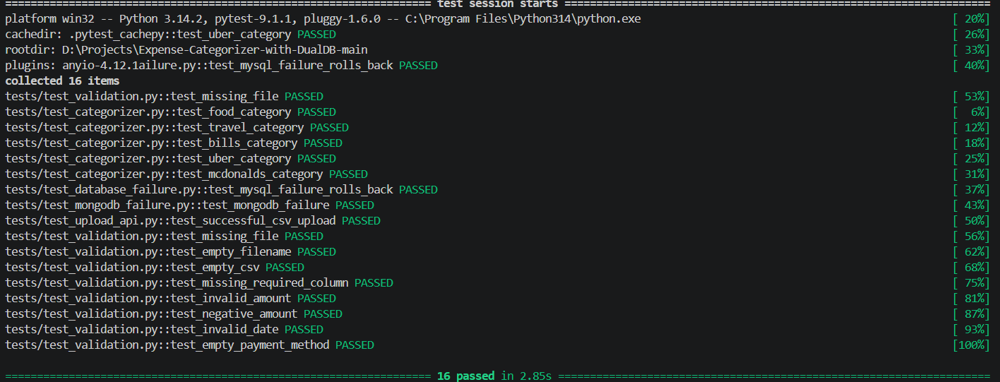 ============================= test session starts =============================
platform win32 -- Python 3.14.2, pytest-9.1.1, pluggy-1.6.0 -- C:\Program Files\Python314\python.exe [ 20%]
cachedir: .pytest_cachepy::test_uber_category PASSED [ 26%]
rootdir: D:\Projects\Expense-Categorizer-with-DualDB-main [ 33%]
plugins: anyio-4.12.1ailure.py::test_mysql_failure_rolls_back PASSED [ 40%]
collected 16 items
tests/test_validation.py::test_missing_file PASSED [ 53%]
tests/test_categorizer.py::test_food_category PASSED [ 6%]
tests/test_categorizer.py::test_travel_category PASSED [ 12%]
tests/test_categorizer.py::test_bills_category PASSED [ 18%]
tests/test_categorizer.py::test_uber_category PASSED [ 25%]
tests/test_categorizer.py::test_mcdonalds_category PASSED [ 31%]
tests/test_database_failure.py::test_mysql_failure_rolls_back PASSED [ 37%]
tests/test_mongodb_failure.py::test_mongodb_failure PASSED [ 43%]
tests/test_upload_api.py::test_successful_csv_upload PASSED [ 50%]
tests/test_validation.py::test_missing_file PASSED [ 56%]
tests/test_validation.py::test_empty_filename PASSED [ 62%]
tests/test_validation.py::test_empty_csv PASSED [ 68%]
tests/test_validation.py::test_missing_required_column PASSED [ 75%]
tests/test_validation.py::test_invalid_amount PASSED [ 81%]
tests/test_validation.py::test_negative_amount PASSED [ 87%]
tests/test_validation.py::test_invalid_date PASSED [ 93%]
tests/test_validation.py::test_empty_payment_method PASSED [100%]
============================= 16 passed in 2.85s =============================